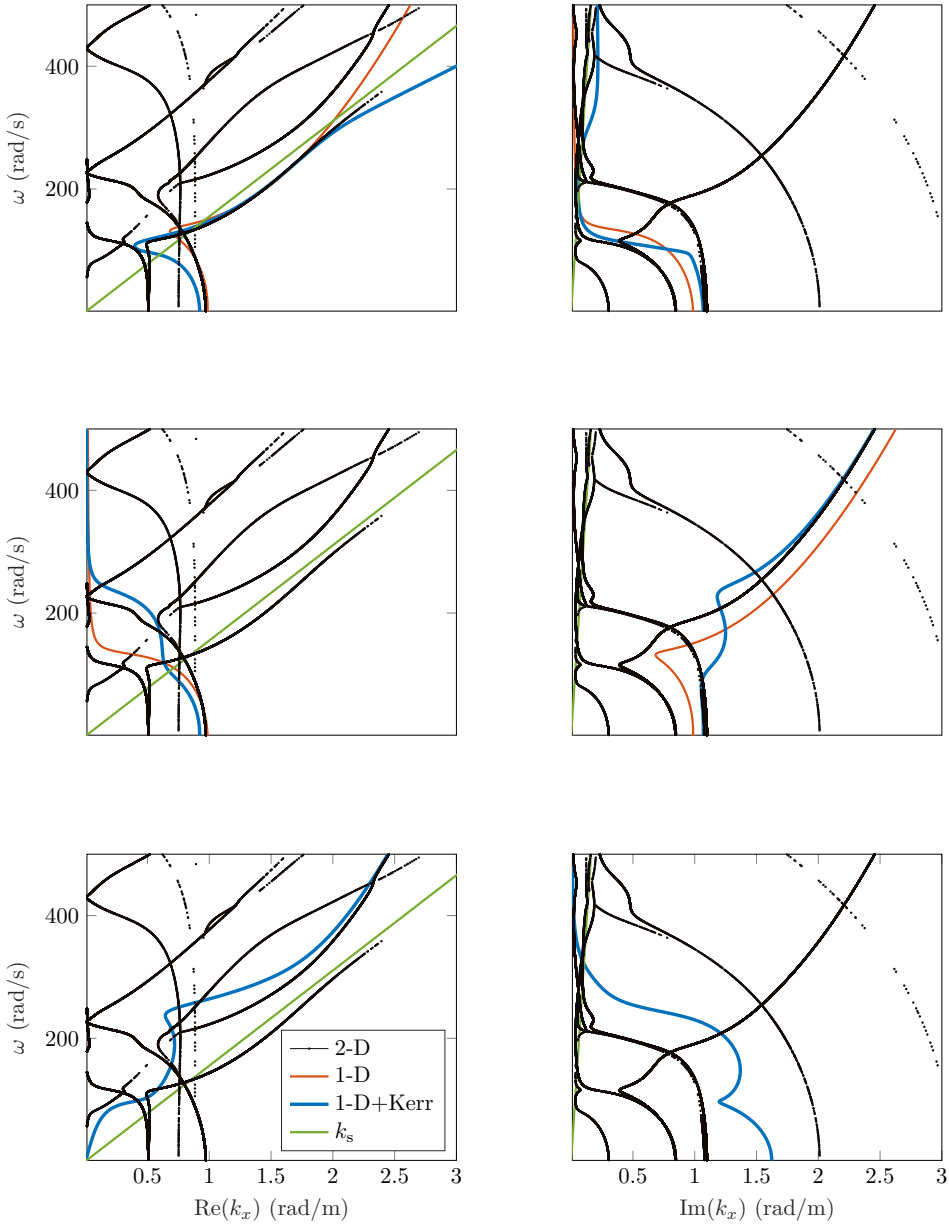 400
200
ω (rad/s)
400
200
ω (rad/s)
400
200
ω (rad/s)
2-D
1-D
1-D+Kerr
k_s
0.5 1 1.5 2 2.5 3
Re(k_x) (rad/m)
0.5 1 1.5 2 2.5 3
Im(k_x) (rad/m)